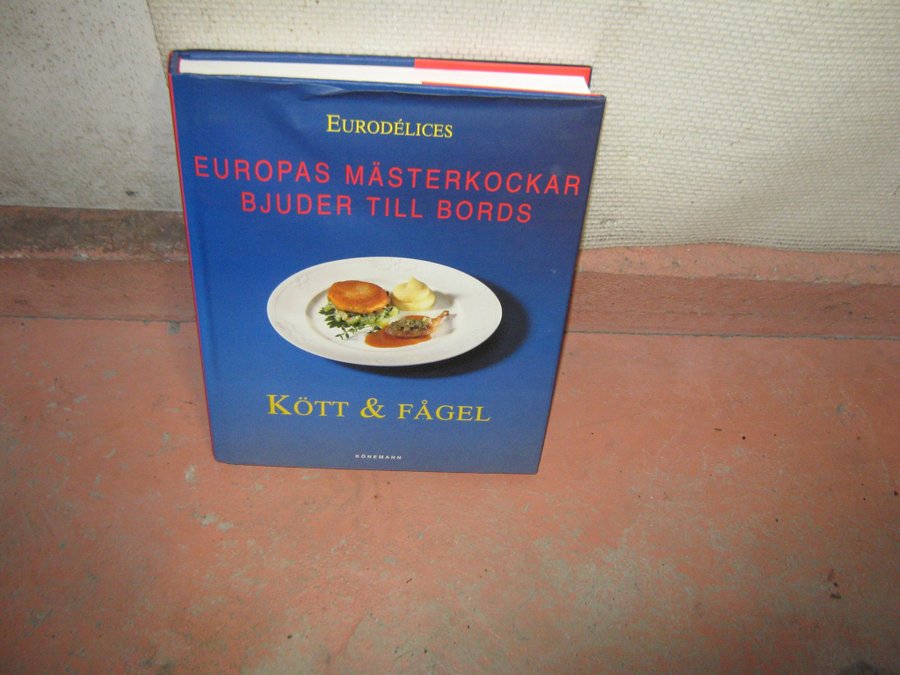 EURODÉLICES
EUROPAS MÄSTERKOCKAR
BJUDER TILL BORDS
KÖTT & FÅGEL
KÖNEMANN